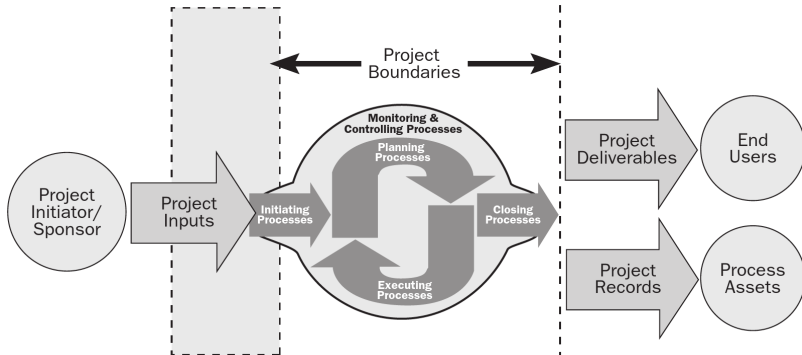 Project
Boundaries
Monitoring &
Controlling Processes
Planning
Processes
Project
Initiator/
Sponsor
Project
Inputs
Initiating
Processes
Closing
Processes
Executing
Processes
Project
Deliverables
End
Users
Project
Records
Process
Assets